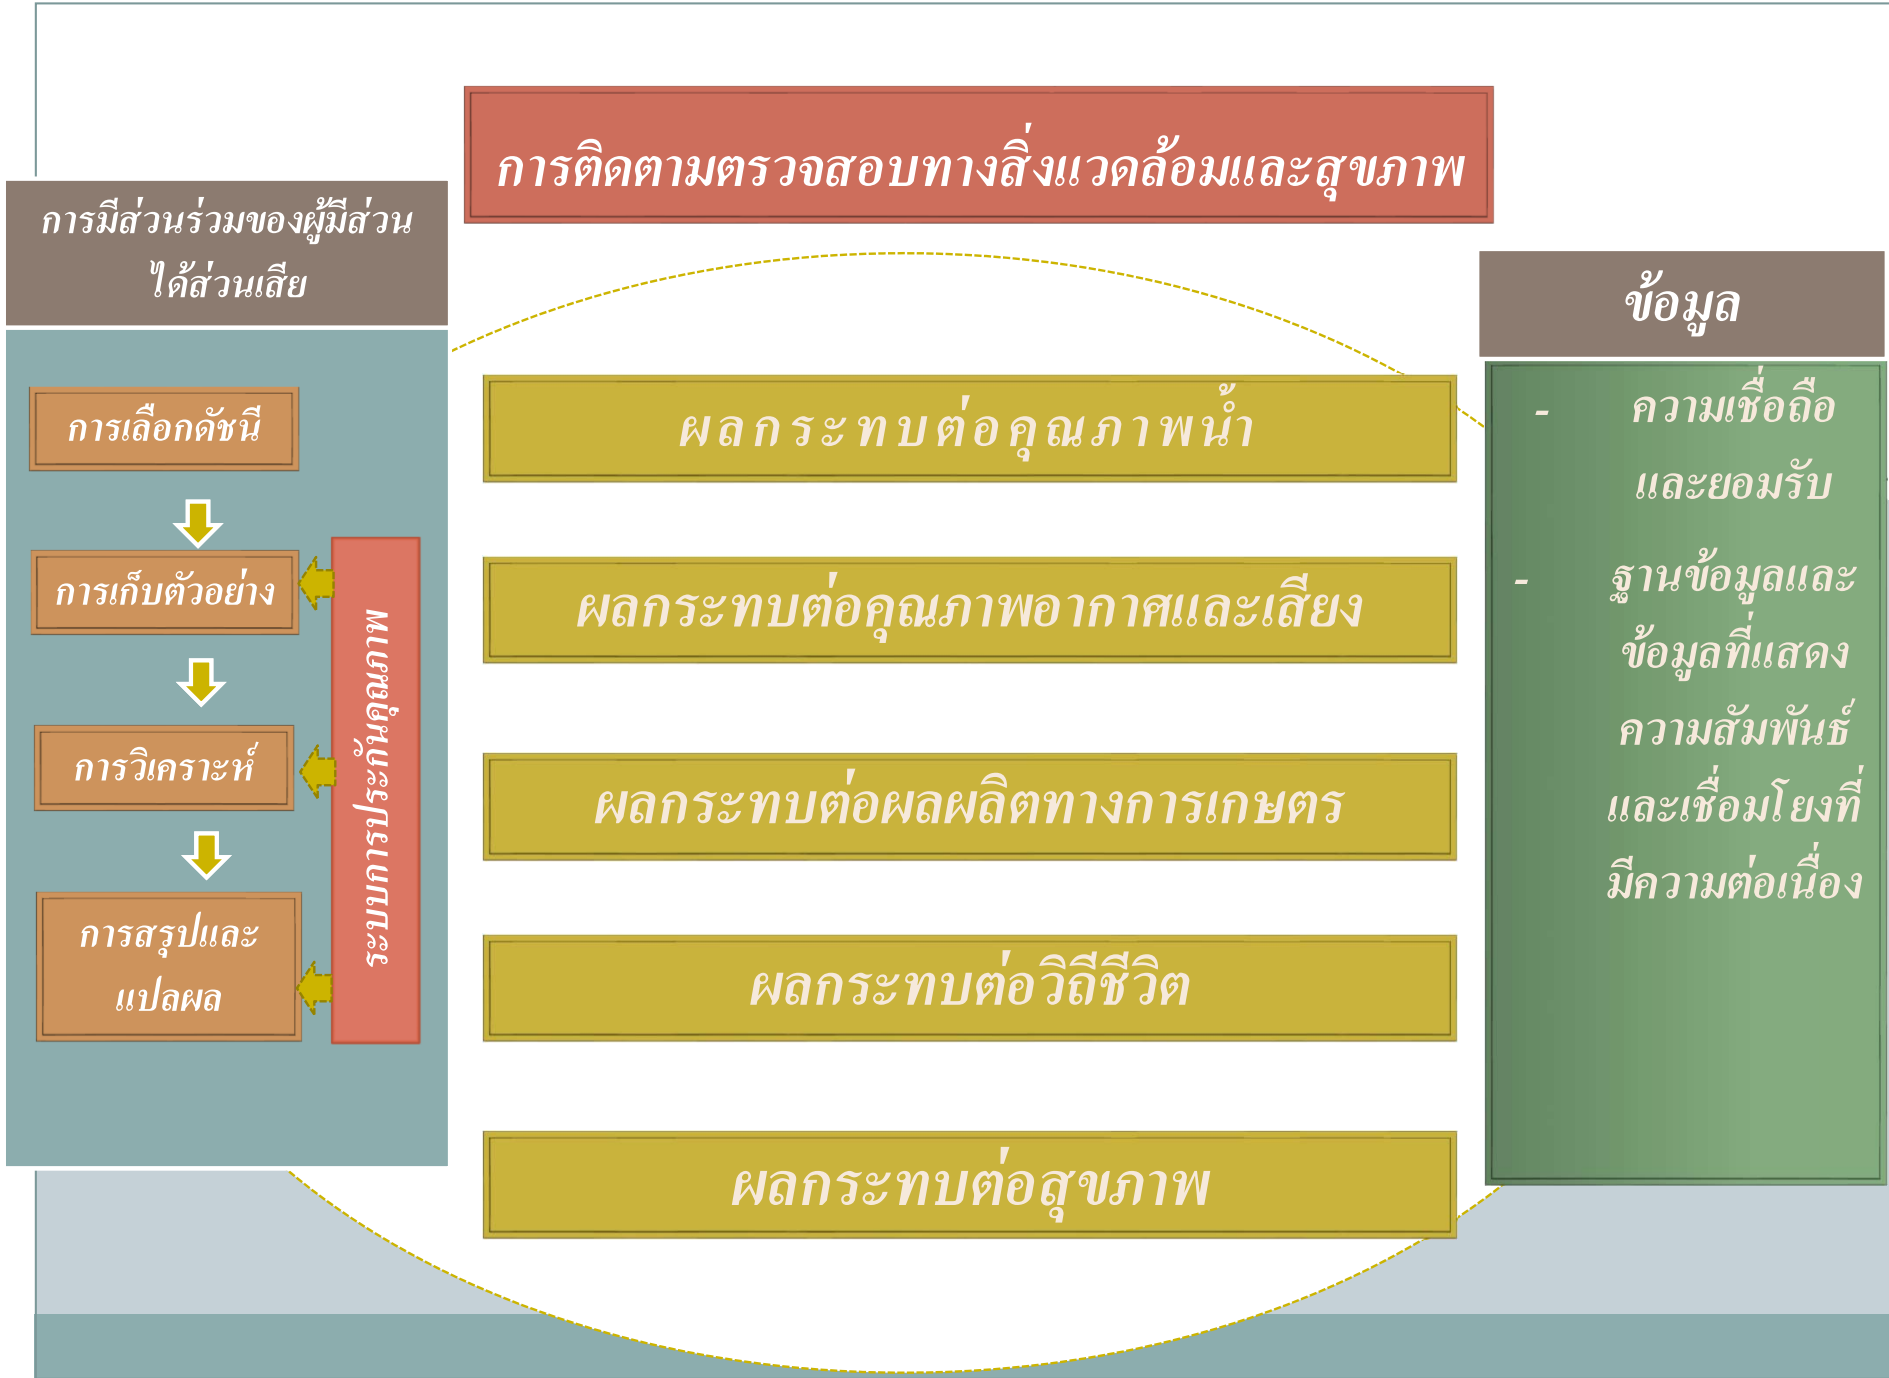 การติดตามตรวจสอบทางสิ่งแวดล้อมและสุขภาพ
การมีส่วนร่วมของผู้มีส่วน
ได้ส่วนเสีย
การเลือกดัชนี
การเก็บตัวอย่าง
การวิเคราะห์
การสรุปและ
แปลผล
ระบบการประกันคุณภาพ
ผลกระทบต่อคุณภาพน้ำ
ผลกระทบต่อคุณภาพอากาศและเสียง
ผลกระทบต่อผลผลิตทางการเกษตร
ผลกระทบต่อวิถีชีวิต
ผลกระทบต่อสุขภาพ
ข้อมูล
- ความเชื่อถือ
และยอมรับ
- ฐานข้อมูลและ
ข้อมูลที่แสดง
ความสัมพันธ์
และเชื่อมโยงที่
มีความต่อเนื่อง